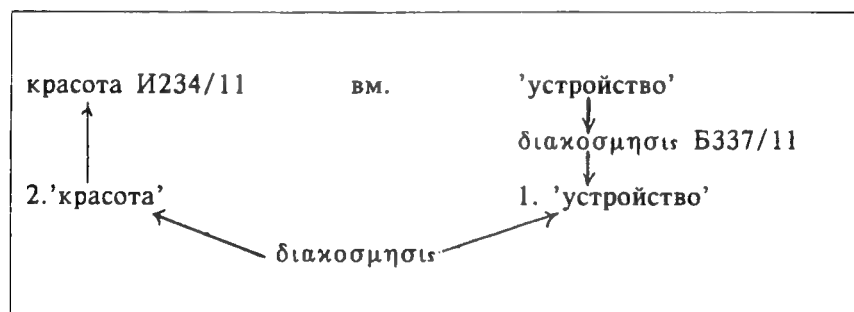 красота И234/11 вм. 'устройство'
διακοσμησις Б337/11
2.'красота' 1. 'устройство'
διακοσμησις